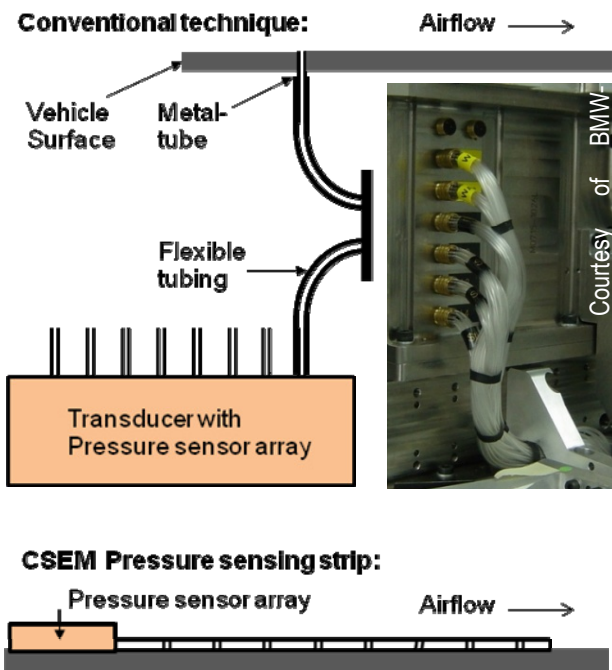 Conventional technique:
Airflow
Vehicle
Surface
Metal-
tube
Courtesy of BMW-
Flexible
tubing
Transducer with
Pressure sensor array
CSEM Pressure sensing strip:
Pressure sensor array
Airflow